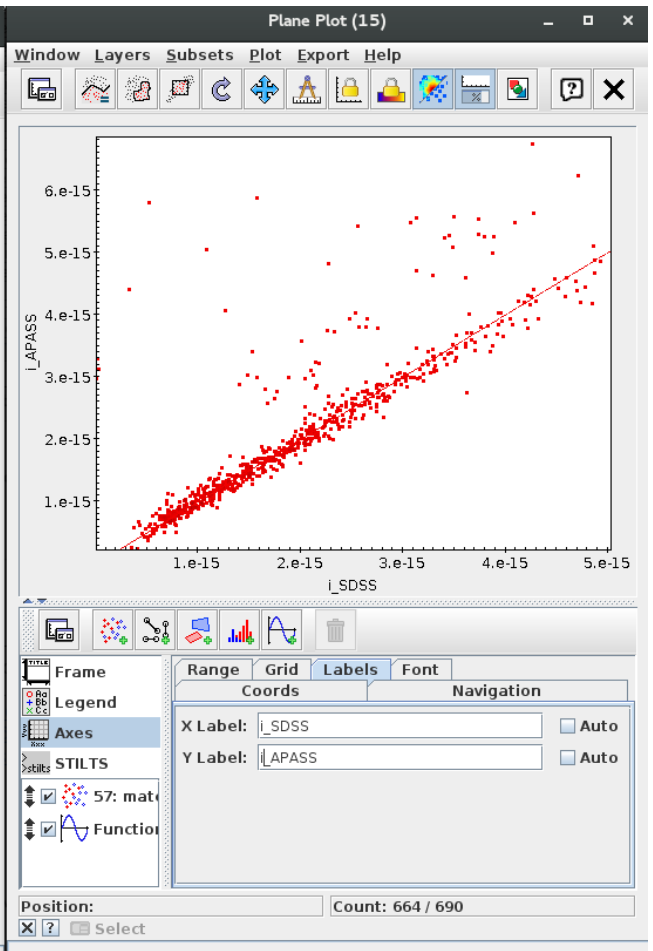 Plane Plot (15)
Window Layers Subsets Plot Export Help
6.e-15
5.e-15
4.e-15
3.e-15
2.e-15
1.e-15
i_APASS
1.e-15 2.e-15 3.e-15 4.e-15 5.e-15
i_SDSS
Frame
Legend
Axes
STILTS
57: mat
Function
Range Grid Labels Font
Coords Navigation
X Label: i_SDSS Auto
Y Label: i_APASS Auto
Position: Count: 664 / 690
Select